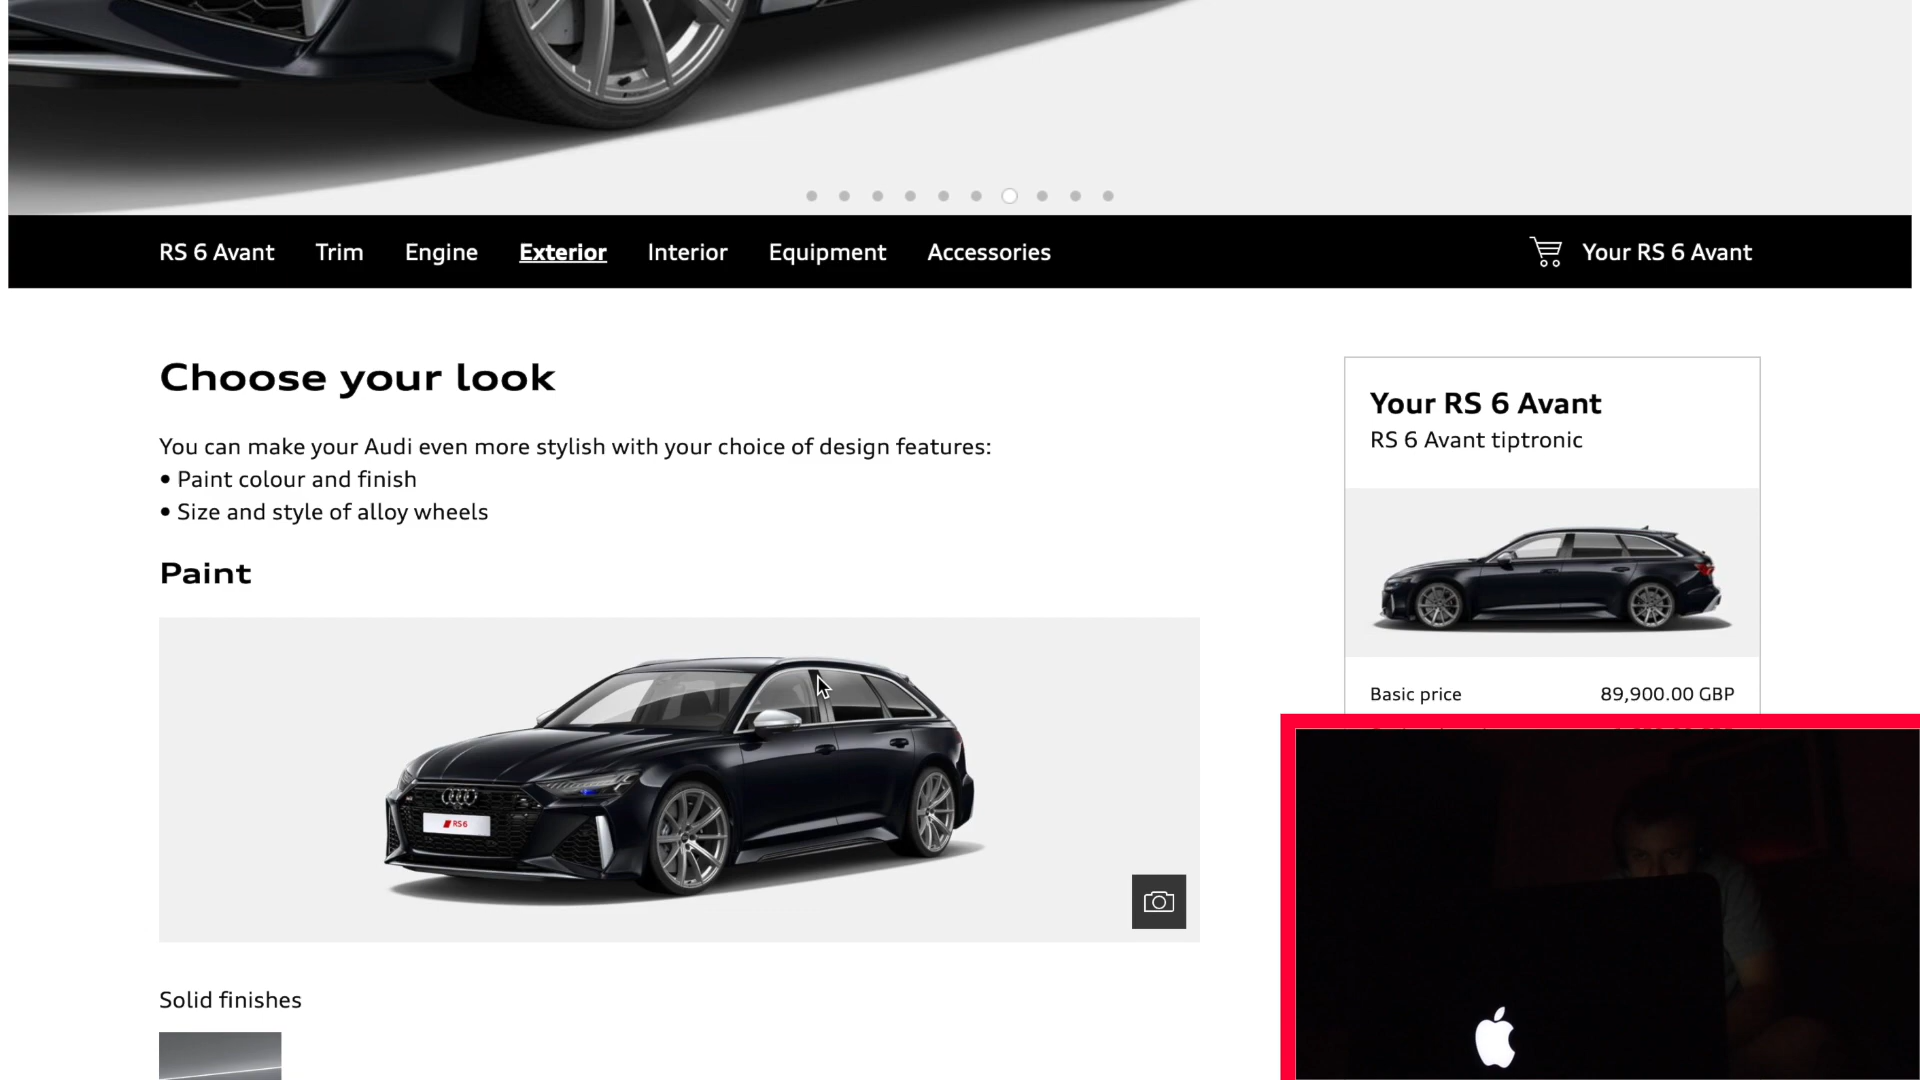 RS 6 Avant Trim Engine Exterior Interior Equipment Accessories Your RS 6 Avant
Choose your look
You can make your Audi even more stylish with your choice of design features:
• Paint colour and finish
• Size and style of alloy wheels
Paint
RS 6
Solid finishes
Your RS 6 Avant
RS 6 Avant tiptronic
Basic price 89,900.00 GBP